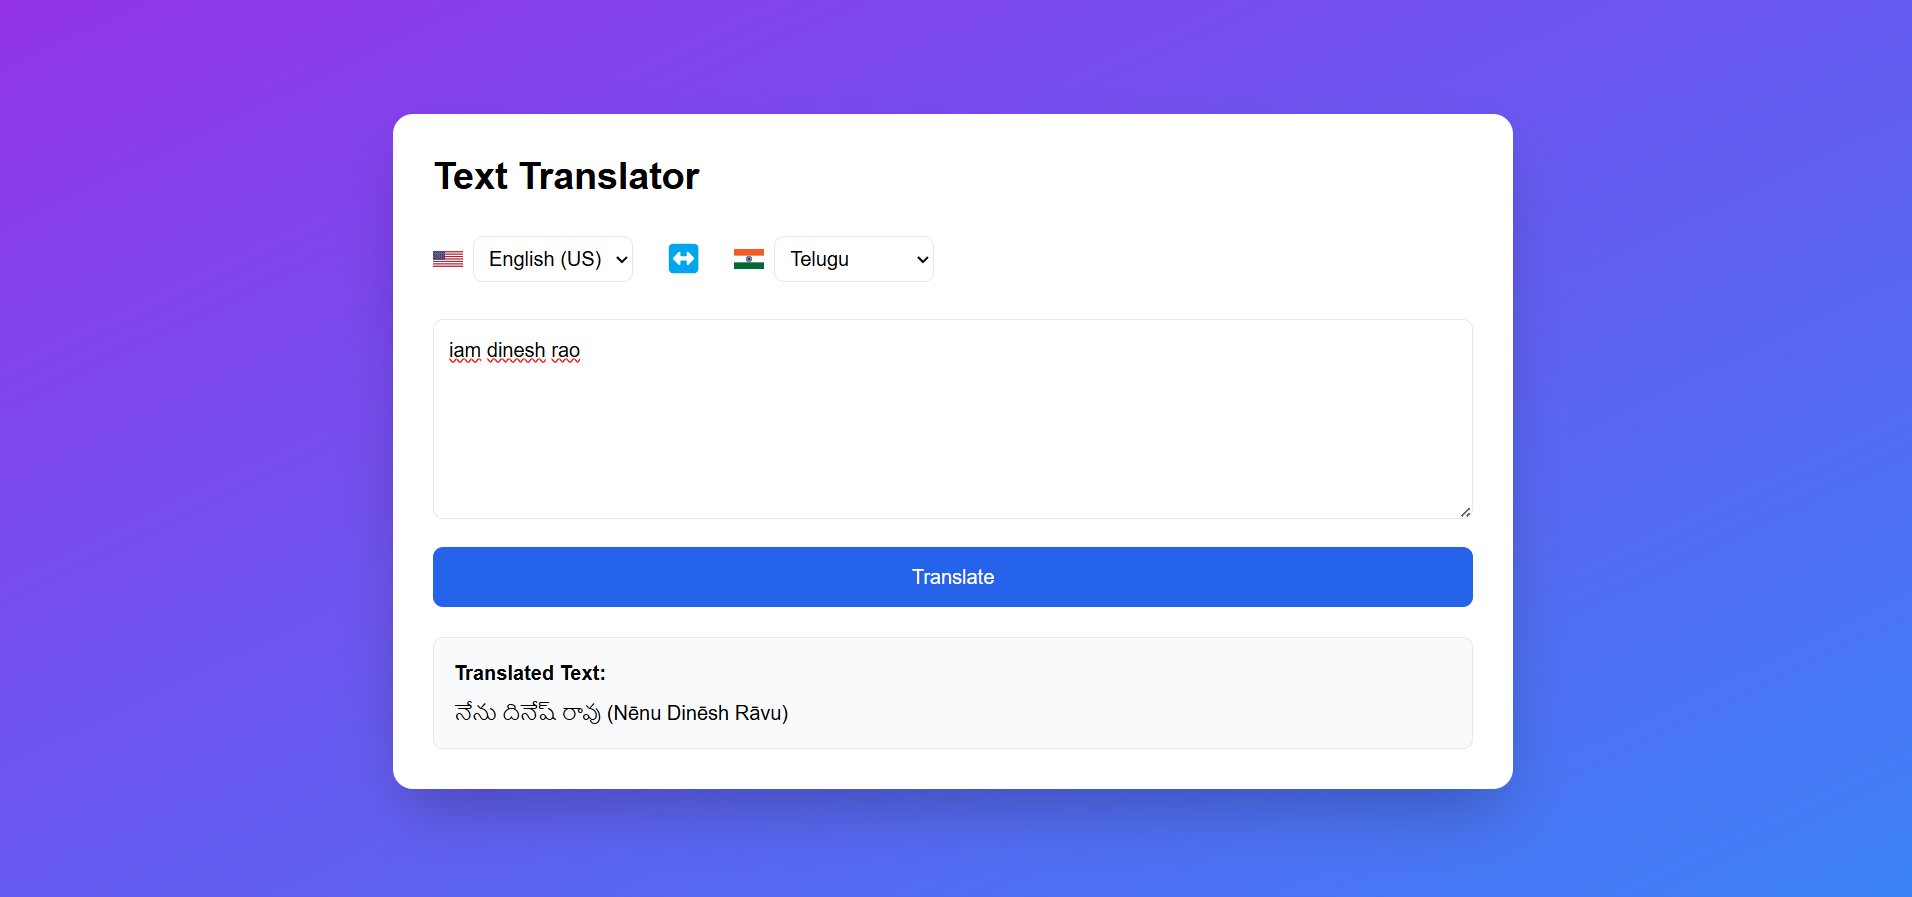 Text Translator
English (US) Telugu
iam dinesh rao
Translate
Translated Text:
నేను దినేష్ రావు (Nēnu Dinēsh Rāvu)